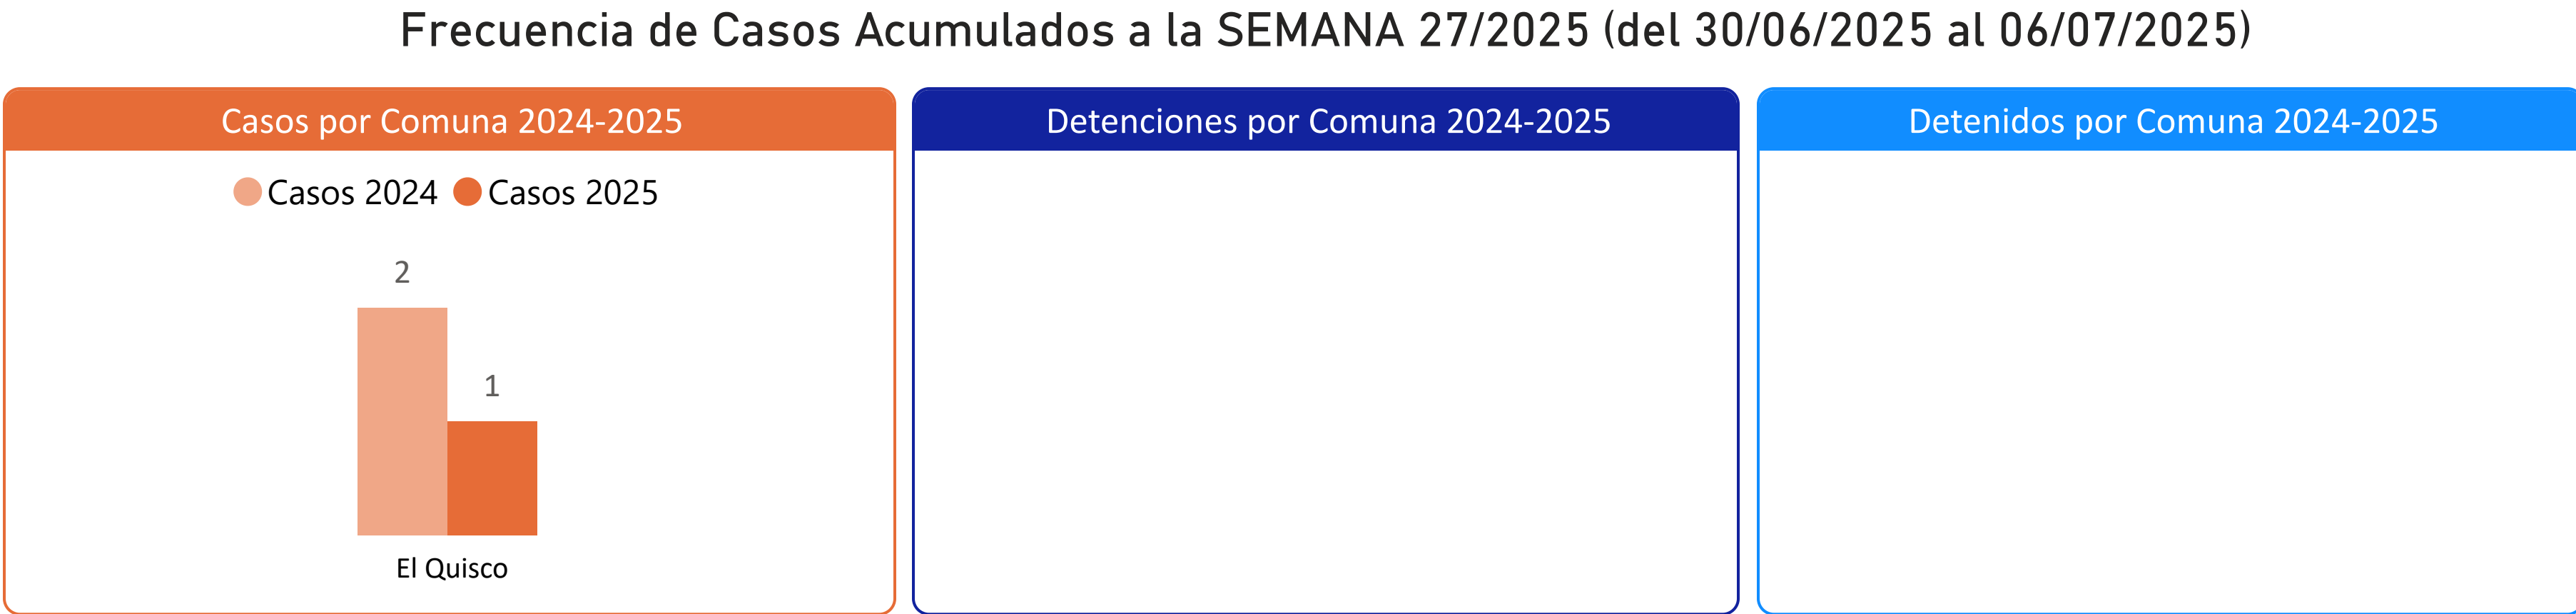 Frecuencia de Casos Acumulados a la SEMANA 27/2025 (del 30/06/2025 al 06/07/2025)
Casos por Comuna 2024-2025
Casos 2024 Casos 2025
2
1
El Quisco
Detenciones por Comuna 2024-2025
Detenidos por Comuna 2024-2025